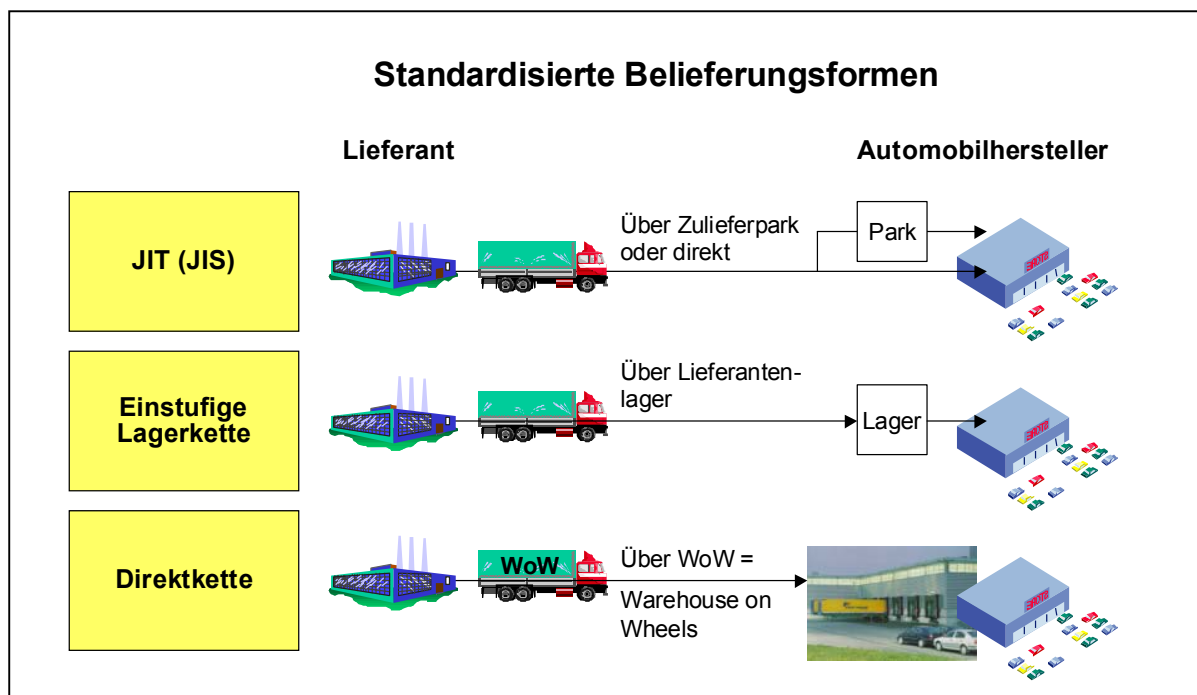 Standardisierte Belieferungsformen
Lieferant
Automobilhersteller
JIT (JIS)
Über Zulieferpark
oder direkt
Park
Einstufige
Lagerkette
Über Lieferanten-
lager
Lager
Direktkette
WoW
Über WoW =
Warehouse on
Wheels